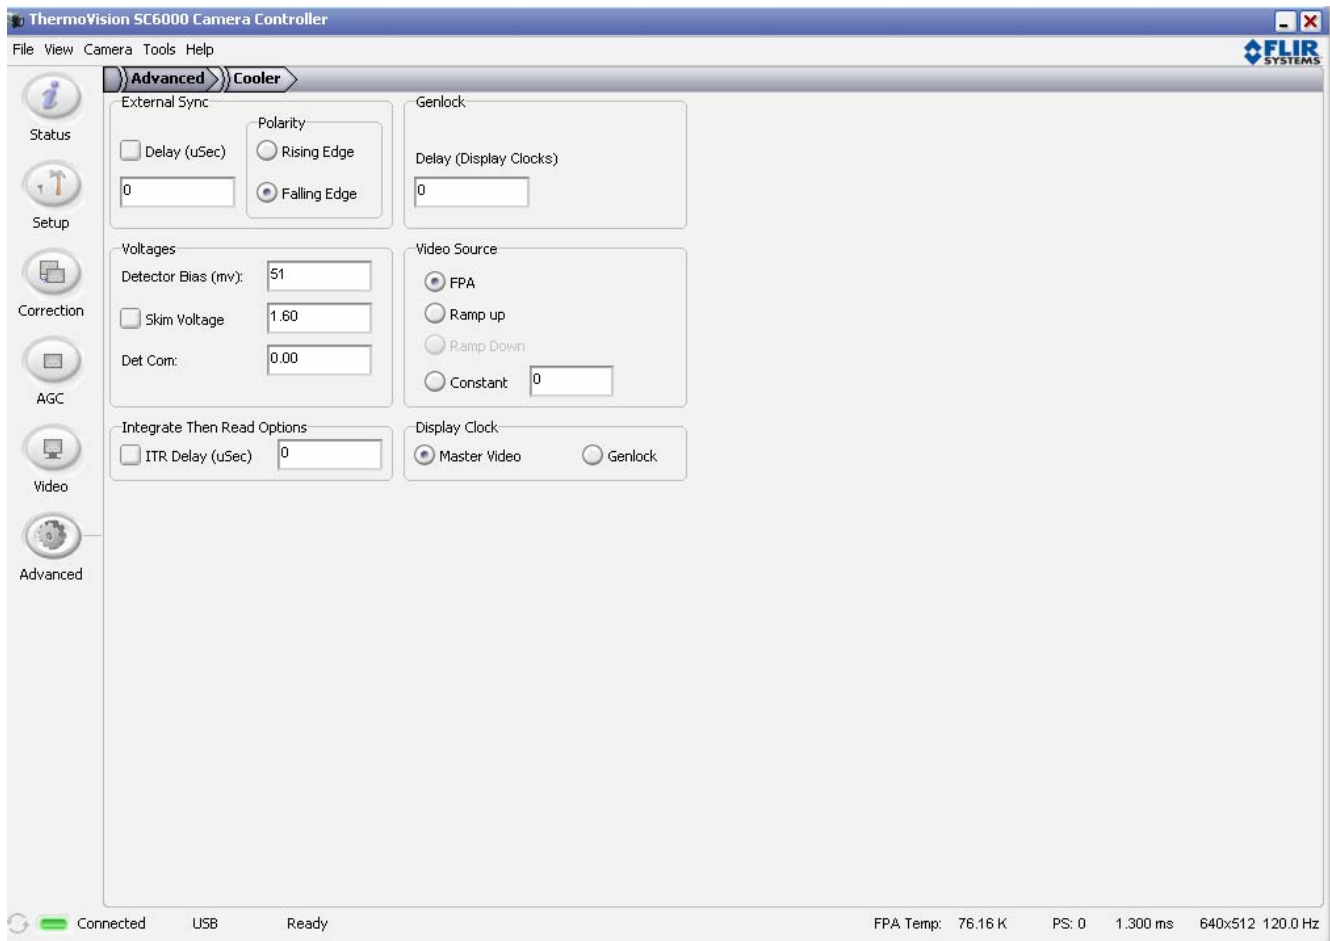 ThermoVision SC6000 Camera Controller
File View Camera Tools Help
FLIR
SYSTEMS
Status
Setup
Correction
AGC
Video
Advanced
Advanced Cooler
External Sync
Polarity
Delay (uSec)
Rising Edge
0
Falling Edge
Genlock
Delay (Display Clocks)
0
Voltages
Detector Bias (mv): 51
Skim Voltage 1.60
Det Com: 0.00
Video Source
FPA
Ramp up
Ramp Down
Constant 0
Integrate Then Read Options
ITR Delay (uSec) 0
Display Clock
Master Video Genlock
Connected USB Ready FPA Temp: 76.16 K PS: 0 1.300 ms 640x512 120.0 Hz